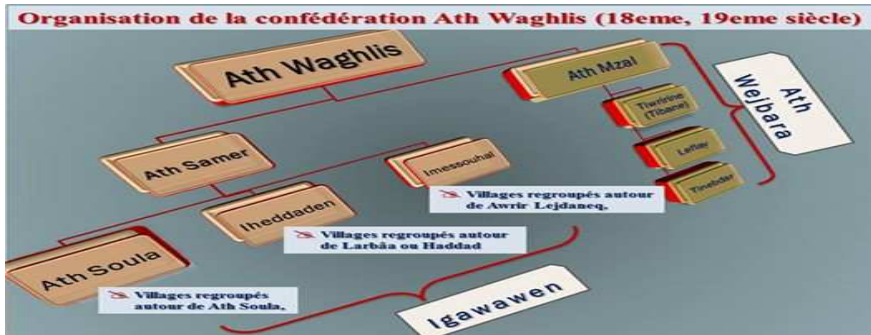 Organisation de la confédération Ath Waghlis (18eme, 19eme siècle)
Ath Waghlis
Ath Mzal
Ath
Wejbara
Tiwririne
(Tibane)
Leflay
Tinebdar
Ath Samer
Imessouhal
Iheddaden
Villages regroupés autour
de Awrir Lejdaneq,
Villages regroupés autour
de Larbâa ou Haddad
Ath Soula
Villages regroupés
autour de Ath Soula,
Igawawen